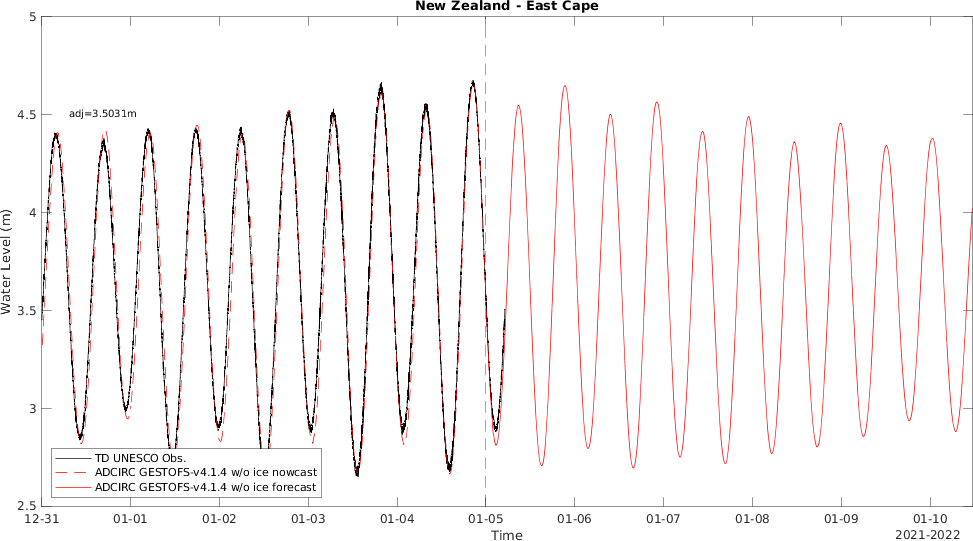 New Zealand - East Cape
5
4.5
4
3.5
3
2.5
Water Level (m)
adj=3.5031m
TD UNESCO Obs.
ADCIRC GESTOFS-v4.1.4 w/o ice nowcast
ADCIRC GESTOFS-v4.1.4 w/o ice forecast
12-31 01-01 01-02 01-03 01-04 01-05 01-06 01-07 01-08 01-09 01-10
Time
2021-2022